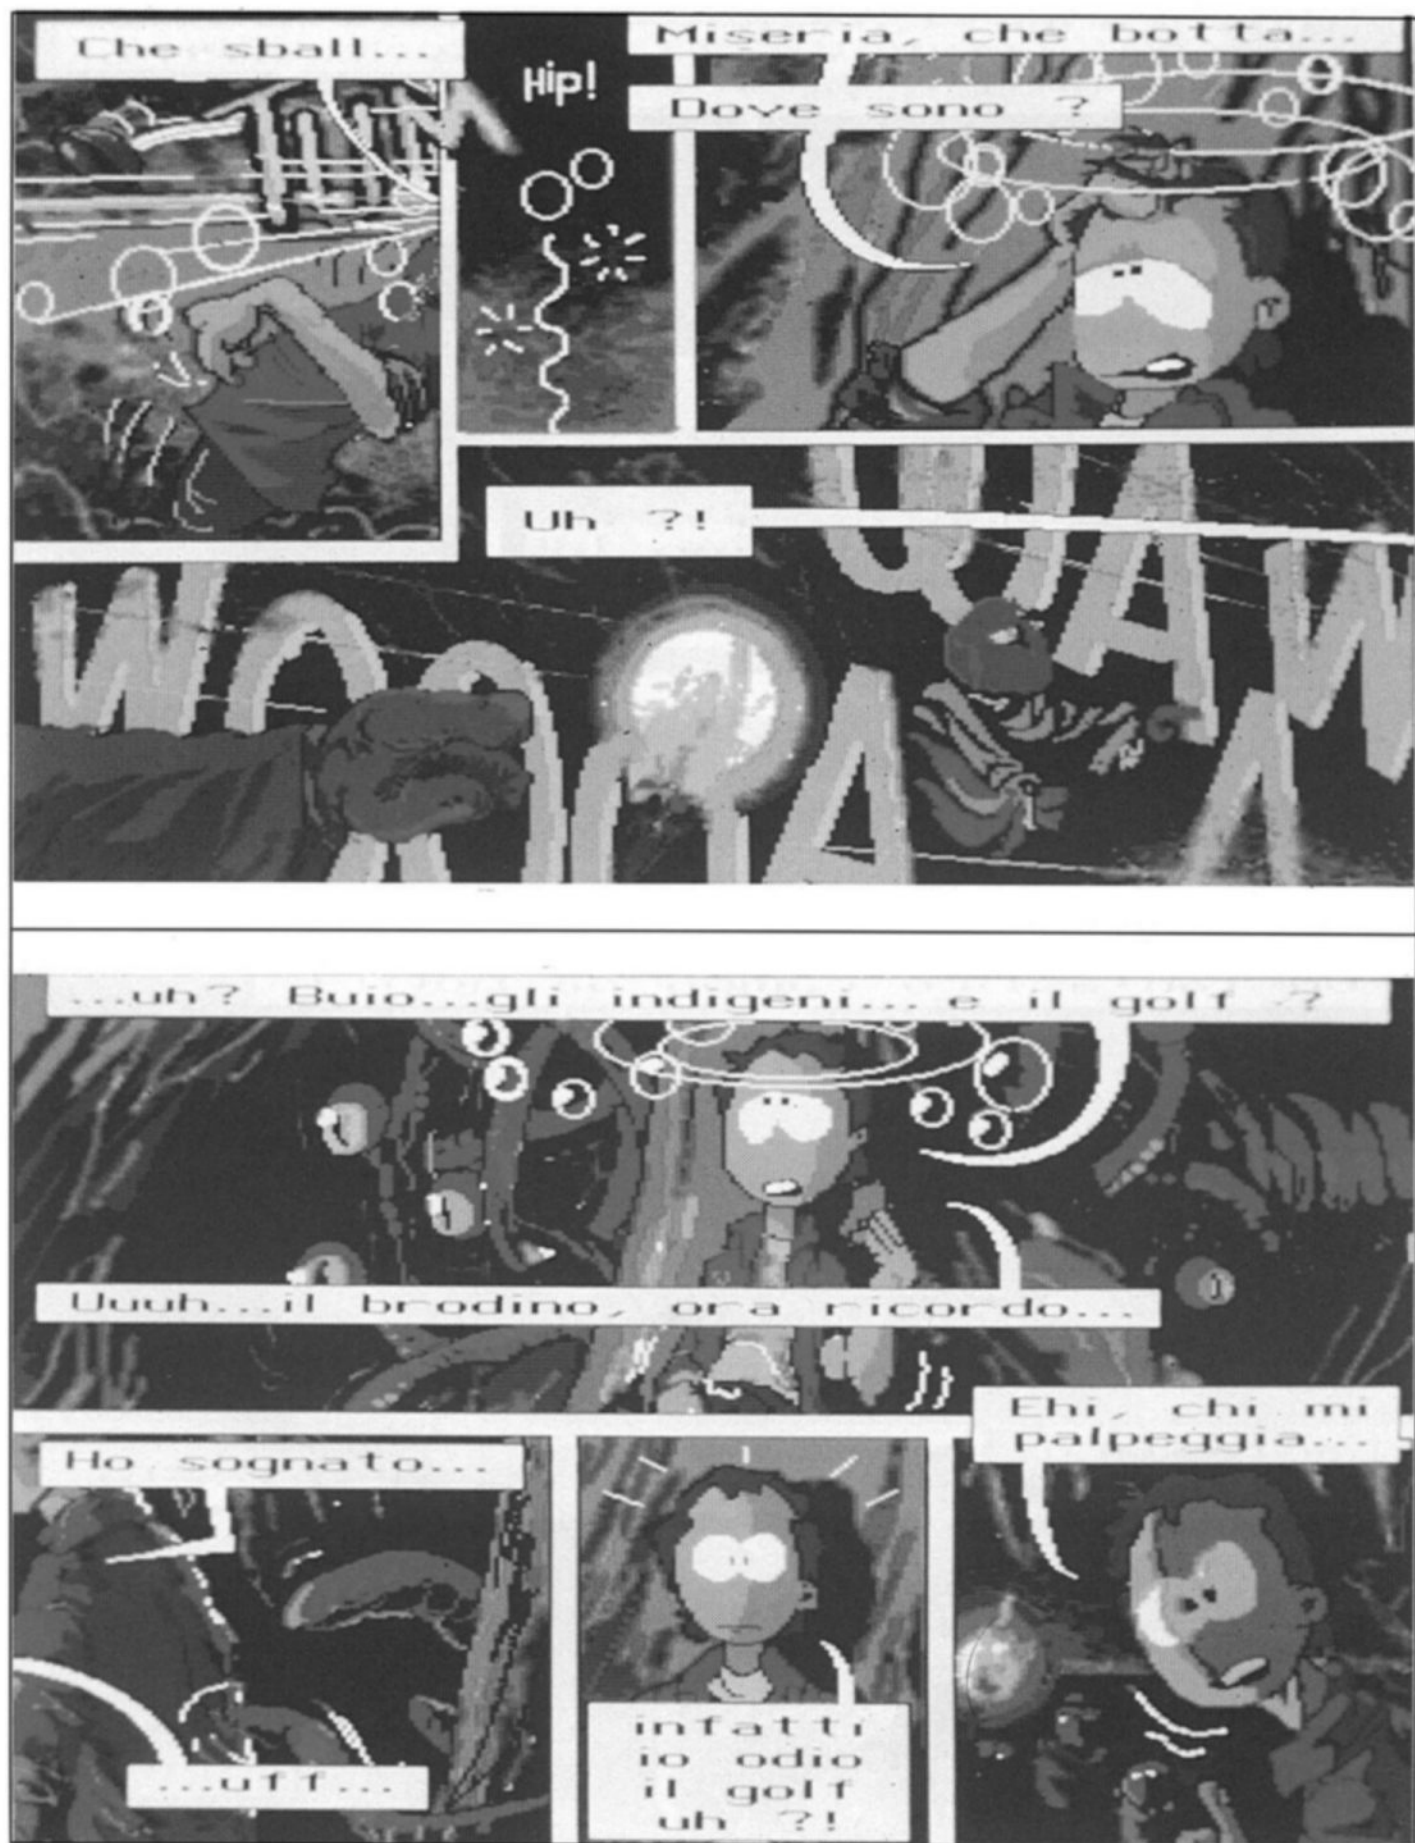 Che sball...
Hip!
Miseria, che botta...
Dove sono ?
Uh ?!
...uh? Buio...gli indigeni... e il golf ?
Uuuh...il brodino, ora ricordo...
Ho sognato...
...uff...
infatti
io odio
il golf
uh ?!
Ehi, chi mi
palpeggia...